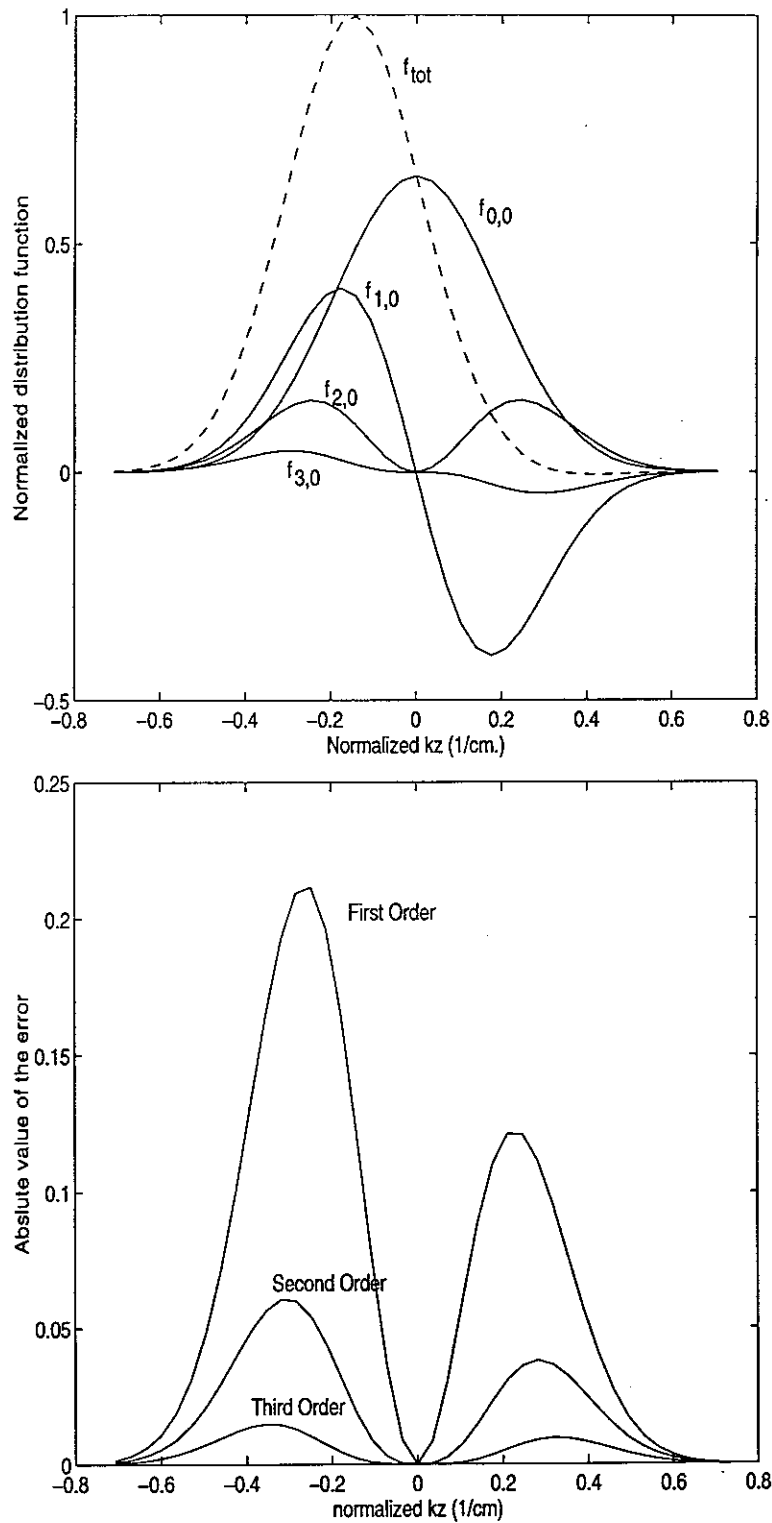 1
f_tot
f_0,0
0.5
f_1,0
f_2,0
0
f_3,0
−0.5
Normalized distribution function
−0.8 −0.6 −0.4 −0.2 0 0.2 0.4 0.6 0.8
Normalized kz (1/cm.)
0.25
0.2
First Order
0.15
0.1
Second Order
0.05
Third Order
0
Abslute value of the error
−0.8 −0.6 −0.4 −0.2 0 0.2 0.4 0.6 0.8
normalized kz (1/cm)